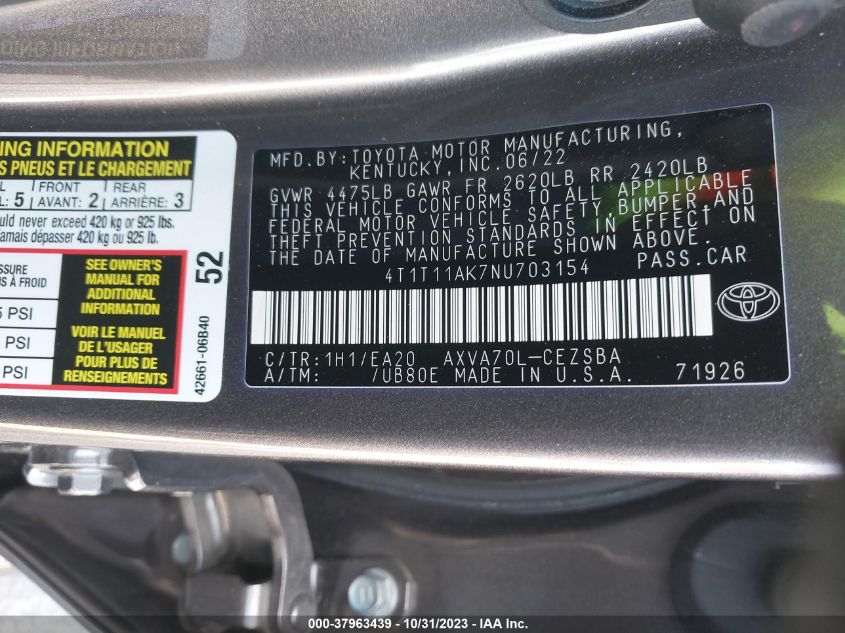 DING INFORMATION
ING INFORMATION
S PNEUS ET LE CHARGEMENT
L FRONT REAR
L: 5 AVANT: 2 ARRIÈRE: 3
ould never exceed 420 kg or 925 lbs.
amais dépasser 420 kg ou 925 lb.
SSURE
S À FROID
5 PSI
PSI
PSI
SEE OWNER'S
MANUAL FOR
ADDITIONAL
INFORMATION
VOIR LE MANUEL
DE L'USAGER
POUR PLUS DE
RENSEIGNEMENTS
52
42661-06B40
MFD.BY:TOYOTA MOTOR MANUFACTURING,
KENTUCKY, INC.06/22
GVWR 4475LB GAWR FR 2620LB RR 2420LB
THIS VEHICLE CONFORMS TO ALL APPLICABLE
FEDERAL MOTOR VEHICLE SAFETY,BUMPER AND
THEFT PREVENTION STANDARDS IN EFFECT ON
THE DATE OF MANUFACTURE SHOWN ABOVE.
4T1T11AK7NU703154 PASS.CAR
C/TR:1H1/EA20 AXVA70L-CEZSBA
A/TM: /UB80E MADE IN U.S.A. 71926
000-37963439 - 10/31/2023 - IAA Inc.